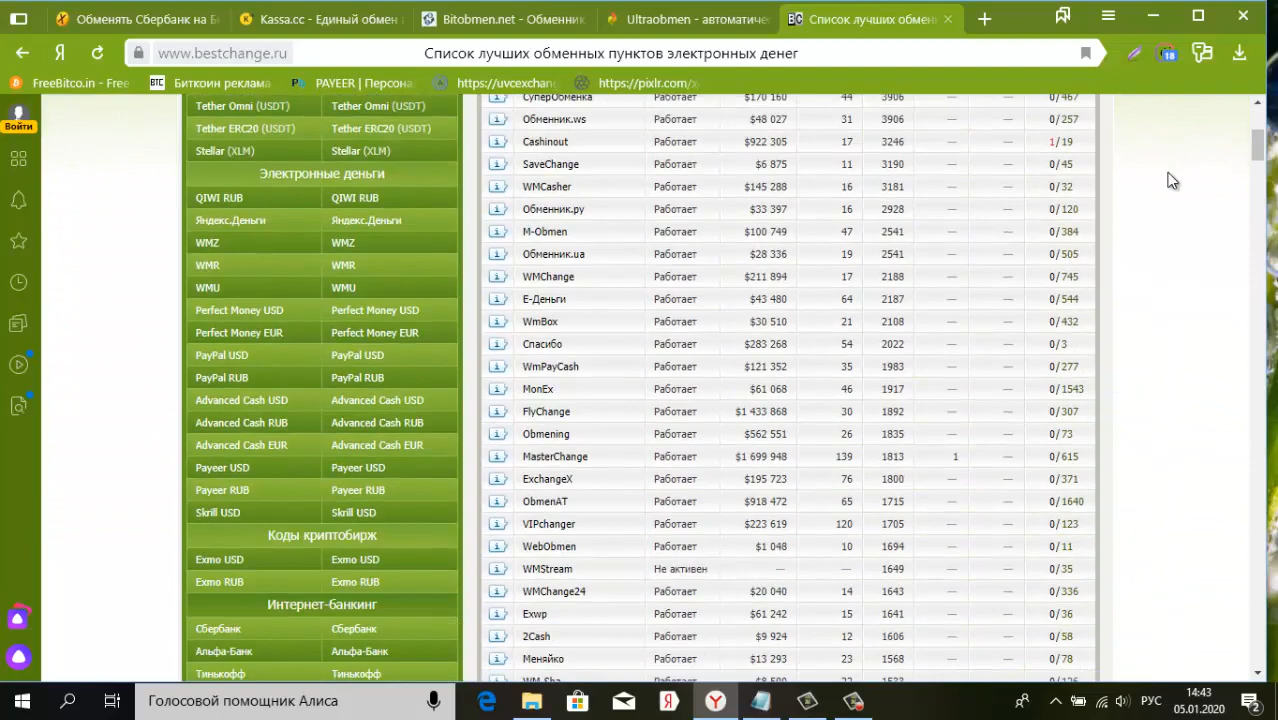 Обменять Сбербанк на Б
Kassa.cc - Единый обмен
Bitobmen.net - Обменник
Ultraobmen - автоматиче
Список лучших обмен
www.bestchange.ru
Список лучших обменных пунктов электронных денег
18
FreeBitco.in - Fre
Биткоин реклама
PAYEER | Персона
https://uvcexchan
https://pixlr.com/
Войти
Tether Omni (USDT) Tether Omni (USDT)
Tether ERC20 (USDT) Tether ERC20 (USDT)
Stellar (XLM) Stellar (XLM)
Электронные деньги
QIWI RUB QIWI RUB
Яндекс.Деньги Яндекс.Деньги
WMZ WMZ
WMR WMR
WMU WMU
Perfect Money USD Perfect Money USD
Perfect Money EUR Perfect Money EUR
PayPal USD PayPal USD
PayPal RUB PayPal RUB
Advanced Cash USD Advanced Cash USD
Advanced Cash RUB Advanced Cash RUB
Advanced Cash EUR Advanced Cash EUR
Payeer USD Payeer USD
Payeer RUB Payeer RUB
Skrill USD Skrill USD
Коды криптобирж
Exmo USD Exmo USD
Exmo RUB Exmo RUB
Интернет-банкинг
Сбербанк Сбербанк
Альфа-Банк Альфа-Банк
Тинькофф Тинькофф
СуперОбменка Работает $170 160 44 3906 — — 0/467
Обменник.ws Работает $48 027 31 3906 — — 0/257
Cashinout Работает $922 305 17 3246 — — 1/19
SaveChange Работает $6 875 11 3190 — — 0/45
WMCasher Работает $145 288 16 3181 — — 0/32
Обменник.ру Работает $33 397 16 2928 — — 0/120
M-Obmen Работает $100 749 47 2541 — — 0/384
Обменник.ua Работает $28 336 19 2541 — — 0/505
WMChange Работает $211 894 17 2188 — — 0/745
Е-Деньги Работает $43 480 64 2187 — — 0/544
WmBox Работает $30 510 21 2108 — — 0/432
Спасибо Работает $283 268 54 2022 — — 0/3
WmPayCash Работает $121 352 35 1983 — — 0/277
MonEx Работает $61 068 46 1917 — — 0/1543
FlyChange Работает $1 433 868 30 1892 — — 0/307
Obmening Работает $562 551 26 1835 — — 0/73
MasterChange Работает $1 699 948 139 1813 1 — 0/615
ExchangeX Работает $195 723 76 1800 — — 0/371
ObmenAT Работает $918 472 65 1715 — — 0/1640
VIPchanger Работает $223 619 120 1705 — — 0/123
WebObmen Работает $1 048 10 1694 — — 0/11
WMStream Не активен — — 1649 — — 0/35
WMChange24 Работает $20 040 14 1643 — — 0/336
Exwp Работает $61 242 15 1641 — — 0/36
2Cash Работает $9 924 12 1606 — — 0/58
Меняйко Работает $13 293 23 1568 — — 0/78
Голосовой помощник Алиса
РУС
14:43
05.01.2020
2